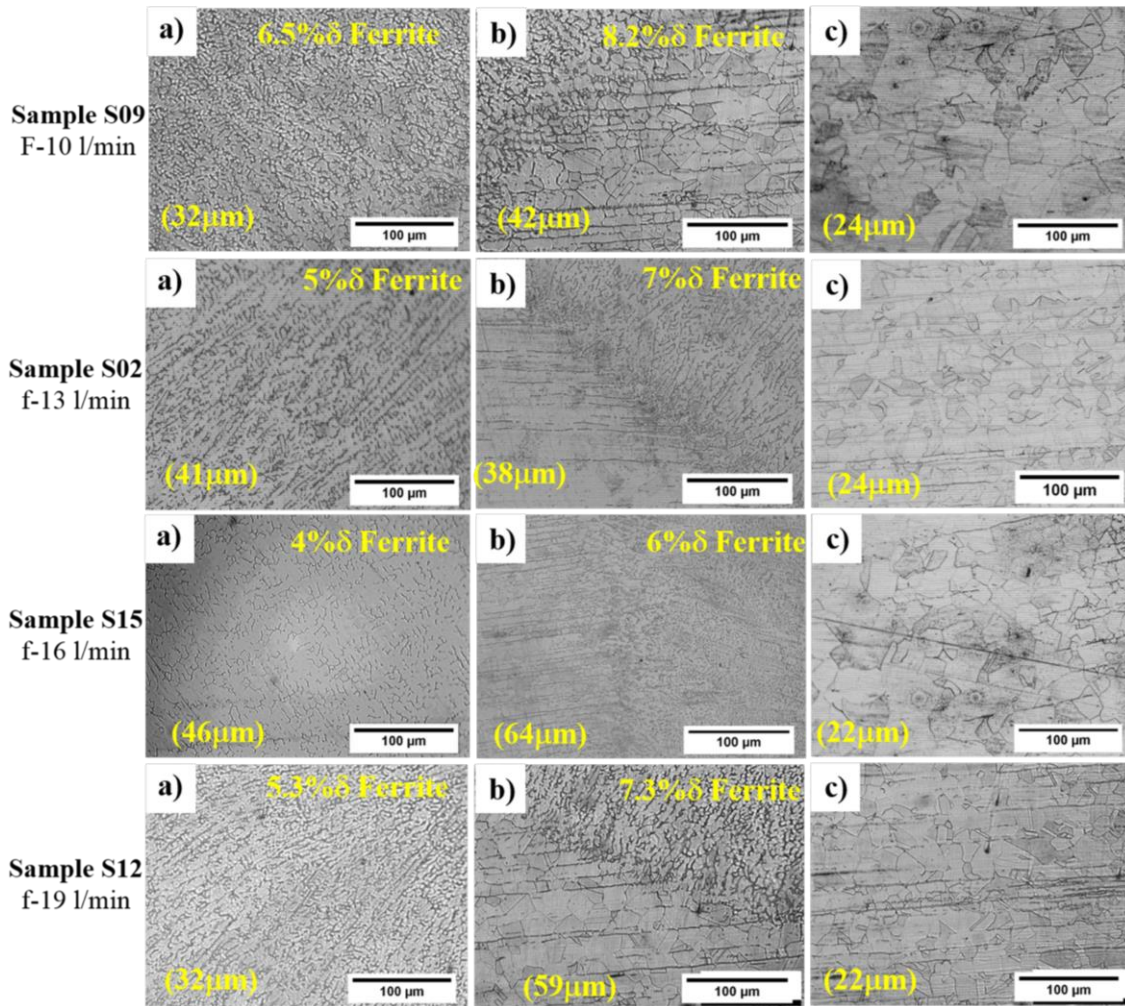 a)
6.5%δ Ferrite
b)
8.2%δ Ferrite
c)
Sample S09
F-10 l/min
(32μm)
100 µm
(42μm)
100 µm
(24μm)
100 µm
a)
5%δ Ferrite
b)
7%δ Ferrite
c)
Sample S02
f-13 l/min
(41μm)
100 µm
(38μm)
100 µm
(24μm)
100 µm
a)
4%δ Ferrite
b)
6%δ Ferrite
c)
Sample S15
f-16 l/min
(46μm)
100 µm
(64μm)
100 µm
(22μm)
100 µm
a)
5.3%δ Ferrite
b)
7.3%δ Ferrite
c)
Sample S12
f-19 l/min
(32μm)
100 µm
(59μm)
100 µm
(22μm)
100 µm